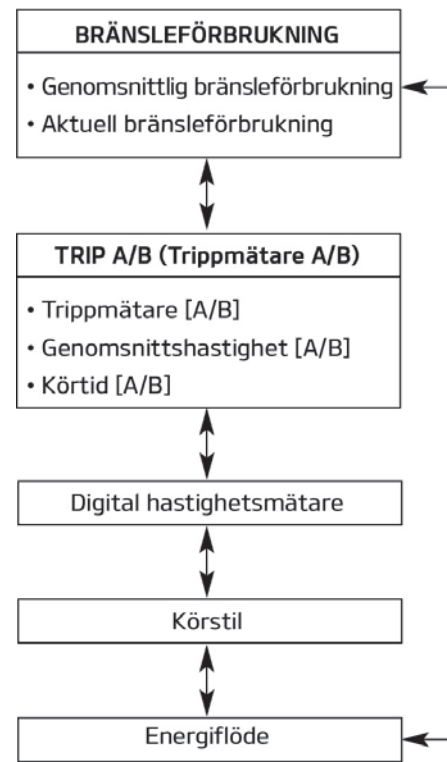 BRÄNSLEFÖRBRUKNING
• Genomsnittlig bränsleförbrukning
• Aktuell bränsleförbrukning
TRIP A/B (Trippmätare A/B)
• Trippmätare [A/B]
• Genomsnittshastighet [A/B]
• Körtid [A/B]
Digital hastighetsmätare
Körstil
Energiflöde